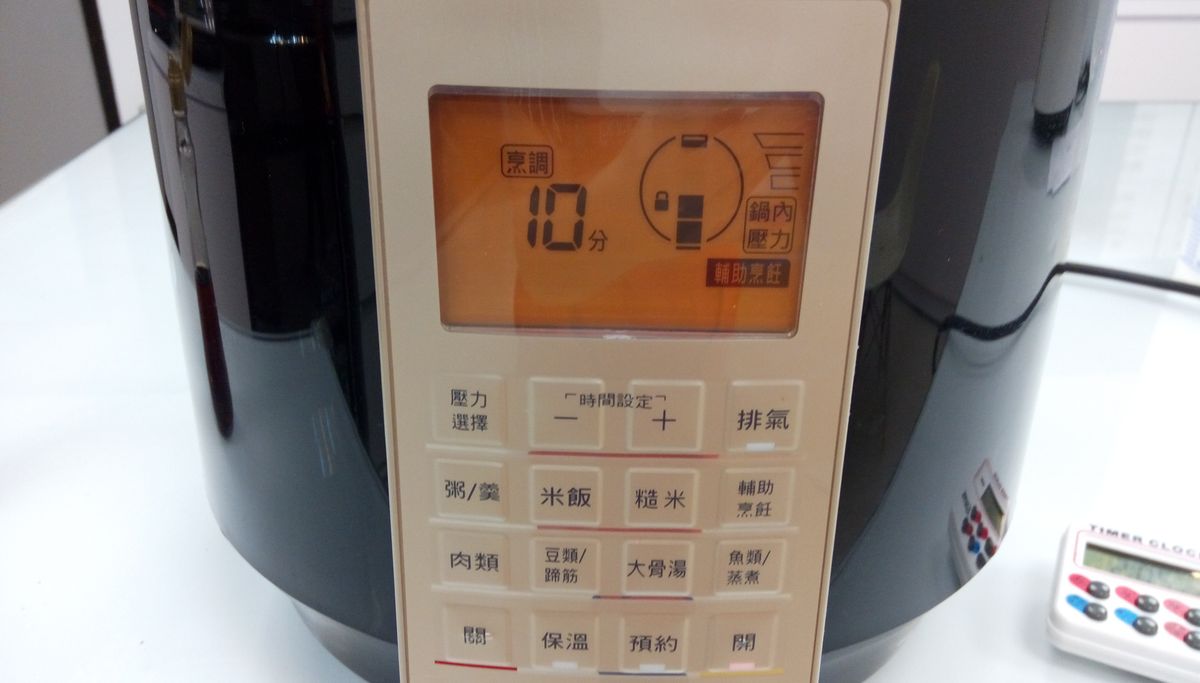 烹調
10分
鍋內
壓力
輔助烹飪
壓力
選擇
時間設定
－
＋
排氣
粥/羹
米飯
糙米
輔助
烹飪
肉類
豆類/
蹄筋
大骨湯
魚類/
蒸煮
關
保溫
預約
開
TIMER CLOC